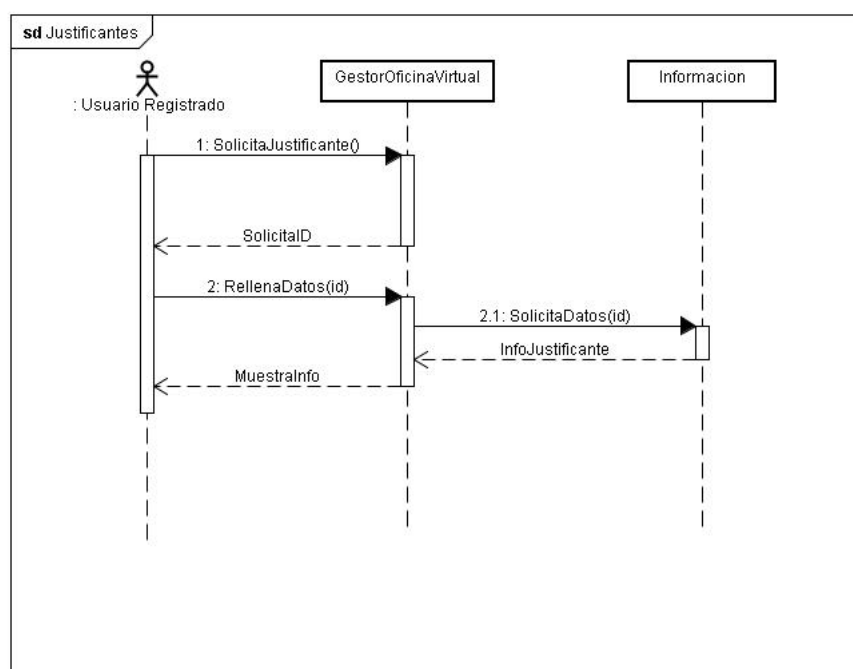 sd Justificantes
: Usuario Registrado
GestorOficinaVirtual
Informacion
1: SolicitaJustificante()
SolicitaID
2: RellenaDatos(id)
2.1: SolicitaDatos(id)
InfoJustificante
MuestraInfo